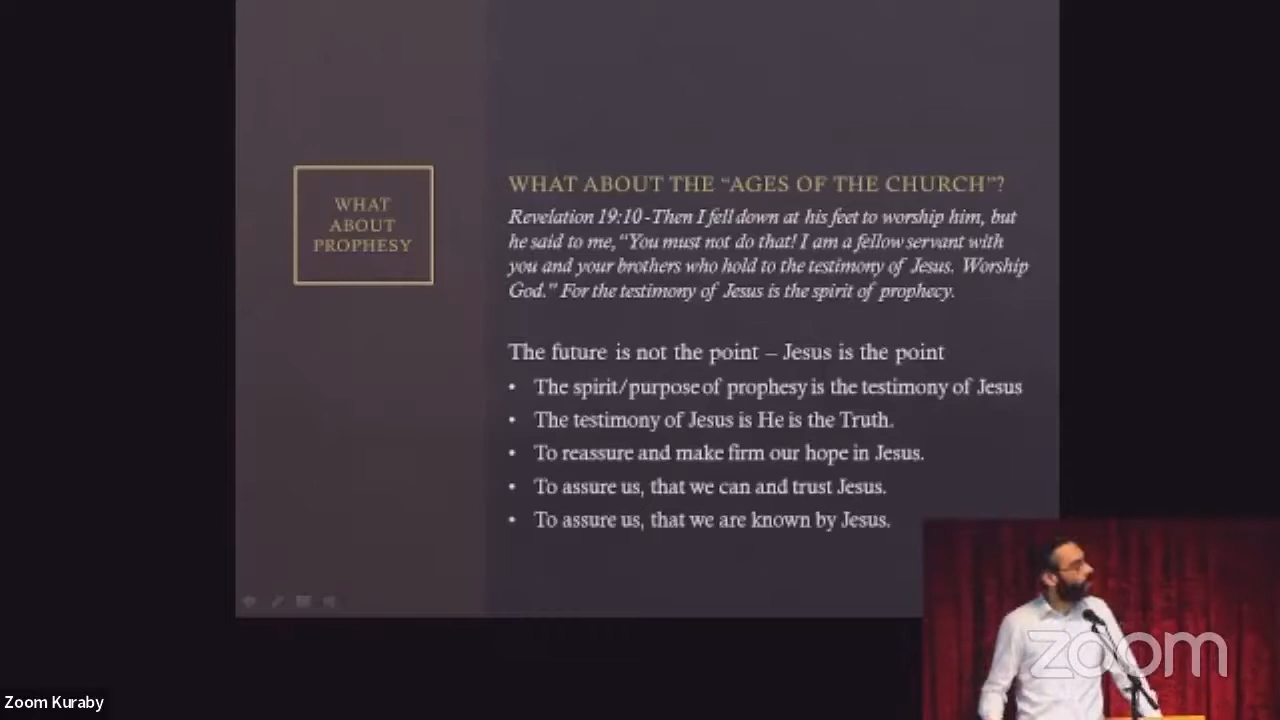 WHAT
ABOUT
PROPHESY
WHAT ABOUT THE “AGES OF THE CHURCH”?
Revelation 19:10 - Then I fell down at his feet to worship him, but
he said to me, “You must not do that! I am a fellow servant with
you and your brothers who hold to the testimony of Jesus. Worship
God.” For the testimony of Jesus is the spirit of prophecy.
The future is not the point – Jesus is the point
• The spirit/purpose of prophesy is the testimony of Jesus
• The testimony of Jesus is He is the Truth.
• To reassure and make firm our hope in Jesus.
• To assure us, that we can and trust Jesus.
• To assure us, that we are known by Jesus.
zoom
Zoom Kuraby